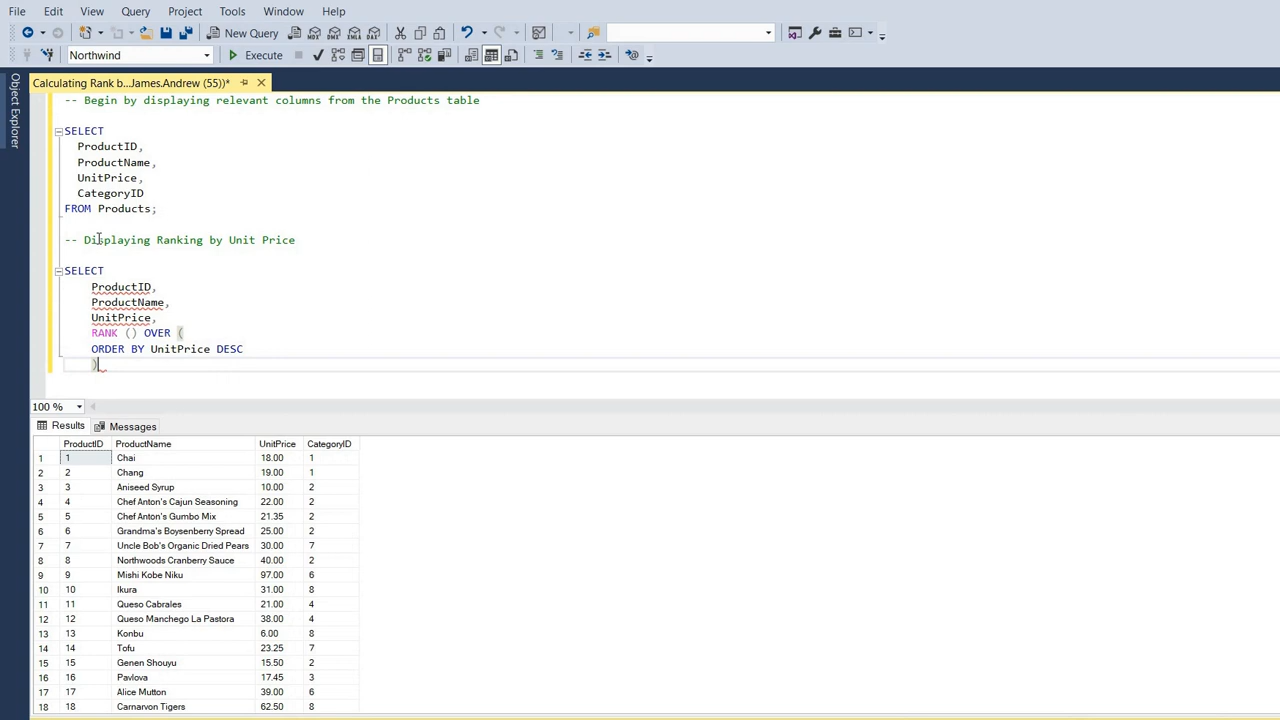 File Edit View Query Project Tools Window Help
New Query
Northwind Execute
Calculating Rank b...James.Andrew (55))*
Object Explorer
-- Begin by displaying relevant columns from the Products table
SELECT
ProductID,
ProductName,
UnitPrice,
CategoryID
FROM Products;
-- Displaying Ranking by Unit Price
SELECT
ProductID,
ProductName,
UnitPrice,
RANK () OVER (
ORDER BY UnitPrice DESC
)
100 %
Results Messages
ProductID ProductName UnitPrice CategoryID
1 1 Chai 18.00 1
2 2 Chang 19.00 1
3 3 Aniseed Syrup 10.00 2
4 4 Chef Anton's Cajun Seasoning 22.00 2
5 5 Chef Anton's Gumbo Mix 21.35 2
6 6 Grandma's Boysenberry Spread 25.00 2
7 7 Uncle Bob's Organic Dried Pears 30.00 7
8 8 Northwoods Cranberry Sauce 40.00 2
9 9 Mishi Kobe Niku 97.00 6
10 10 Ikura 31.00 8
11 11 Queso Cabrales 21.00 4
12 12 Queso Manchego La Pastora 38.00 4
13 13 Konbu 6.00 8
14 14 Tofu 23.25 7
15 15 Genen Shouyu 15.50 2
16 16 Pavlova 17.45 3
17 17 Alice Mutton 39.00 6
18 18 Carnarvon Tigers 62.50 8